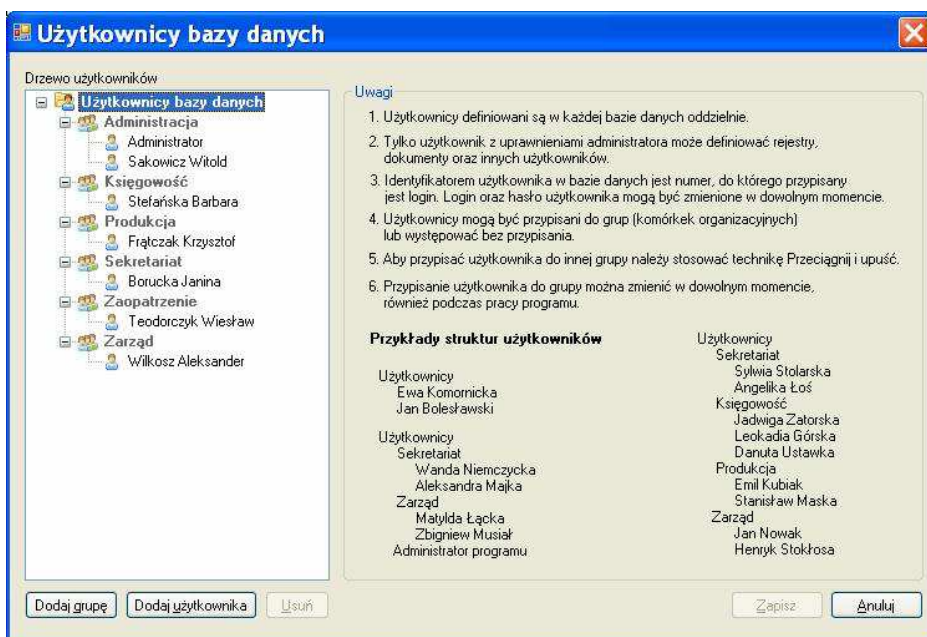 Użytkownicy bazy danych
Drzewo użytkowników
Użytkownicy bazy danych
Administracja
Administrator
Sakowicz Witold
Księgowość
Stefańska Barbara
Produkcja
Frątczak Krzysztof
Sekretariat
Borucka Janina
Zaopatrzenie
Teodorczyk Wiesław
Zarząd
Wilkosz Aleksander
Uwagi
1. Użytkownicy definiowani są w każdej bazie danych oddzielnie.
2. Tylko użytkownik z uprawnieniami administratora może definiować rejestry,
dokumenty oraz innych użytkowników.
3. Identyfikatorem użytkownika w bazie danych jest numer, do którego przypisany
jest login. Login oraz hasło użytkownika mogą być zmienione w dowolnym momencie.
4. Użytkownicy mogą być przypisani do grup (komórkek organizacyjnych)
lub występować bez przypisania.
5. Aby przypisać użytkownika do innej grupy należy stosować technikę Przeciągnij i upuść.
6. Przypisanie użytkownika do grupy można zmienić w dowolnym momencie,
również podczas pracy programu.
Przykłady struktur użytkowników
Użytkownicy
Ewa Komornicka
Jan Bolesławski
Użytkownicy
Sekretariat
Wanda Niemczycka
Aleksandra Majka
Zarząd
Matylda Łącka
Zbigniew Musiał
Administrator programu
Użytkownicy
Sekretariat
Sylwia Stolarska
Angelika Łoś
Księgowość
Jadwiga Zatorska
Leokadia Górska
Danuta Ustawka
Produkcja
Emil Kubiak
Stanisław Maska
Zarząd
Jan Nowak
Henryk Stokłosa
Dodaj grupę
Dodaj użytkownika
Usuń
Zapisz
Anuluj